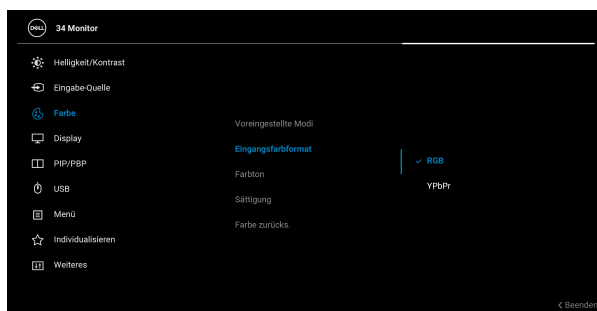 DELL 34 Monitor
Helligkeit/Kontrast
Eingabe-Quelle
Farbe
Display
PIP/PBP
USB
Menü
Individualisieren
Weiteres
Voreingestellte Modi
Eingangsfarbformat
Farbton
Sättigung
Farbe zurücks.
RGB
YPbPr
Beenden